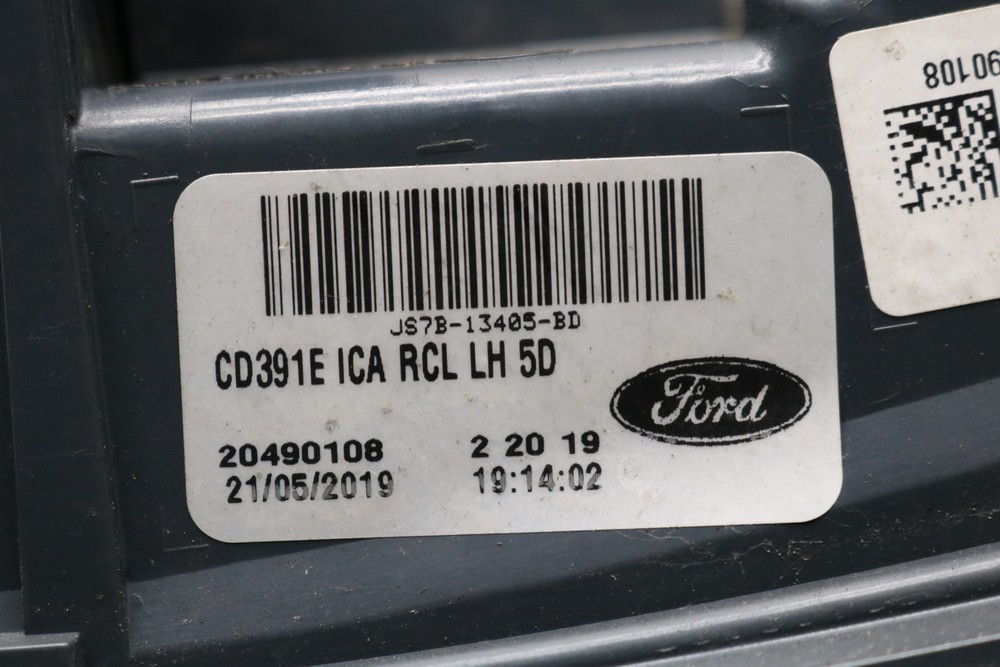 JS7B-13405-BD
CD391E ICA RCL LH 5D
Ford
20490108 2 20 19
21/05/2019 19:14:02
90108